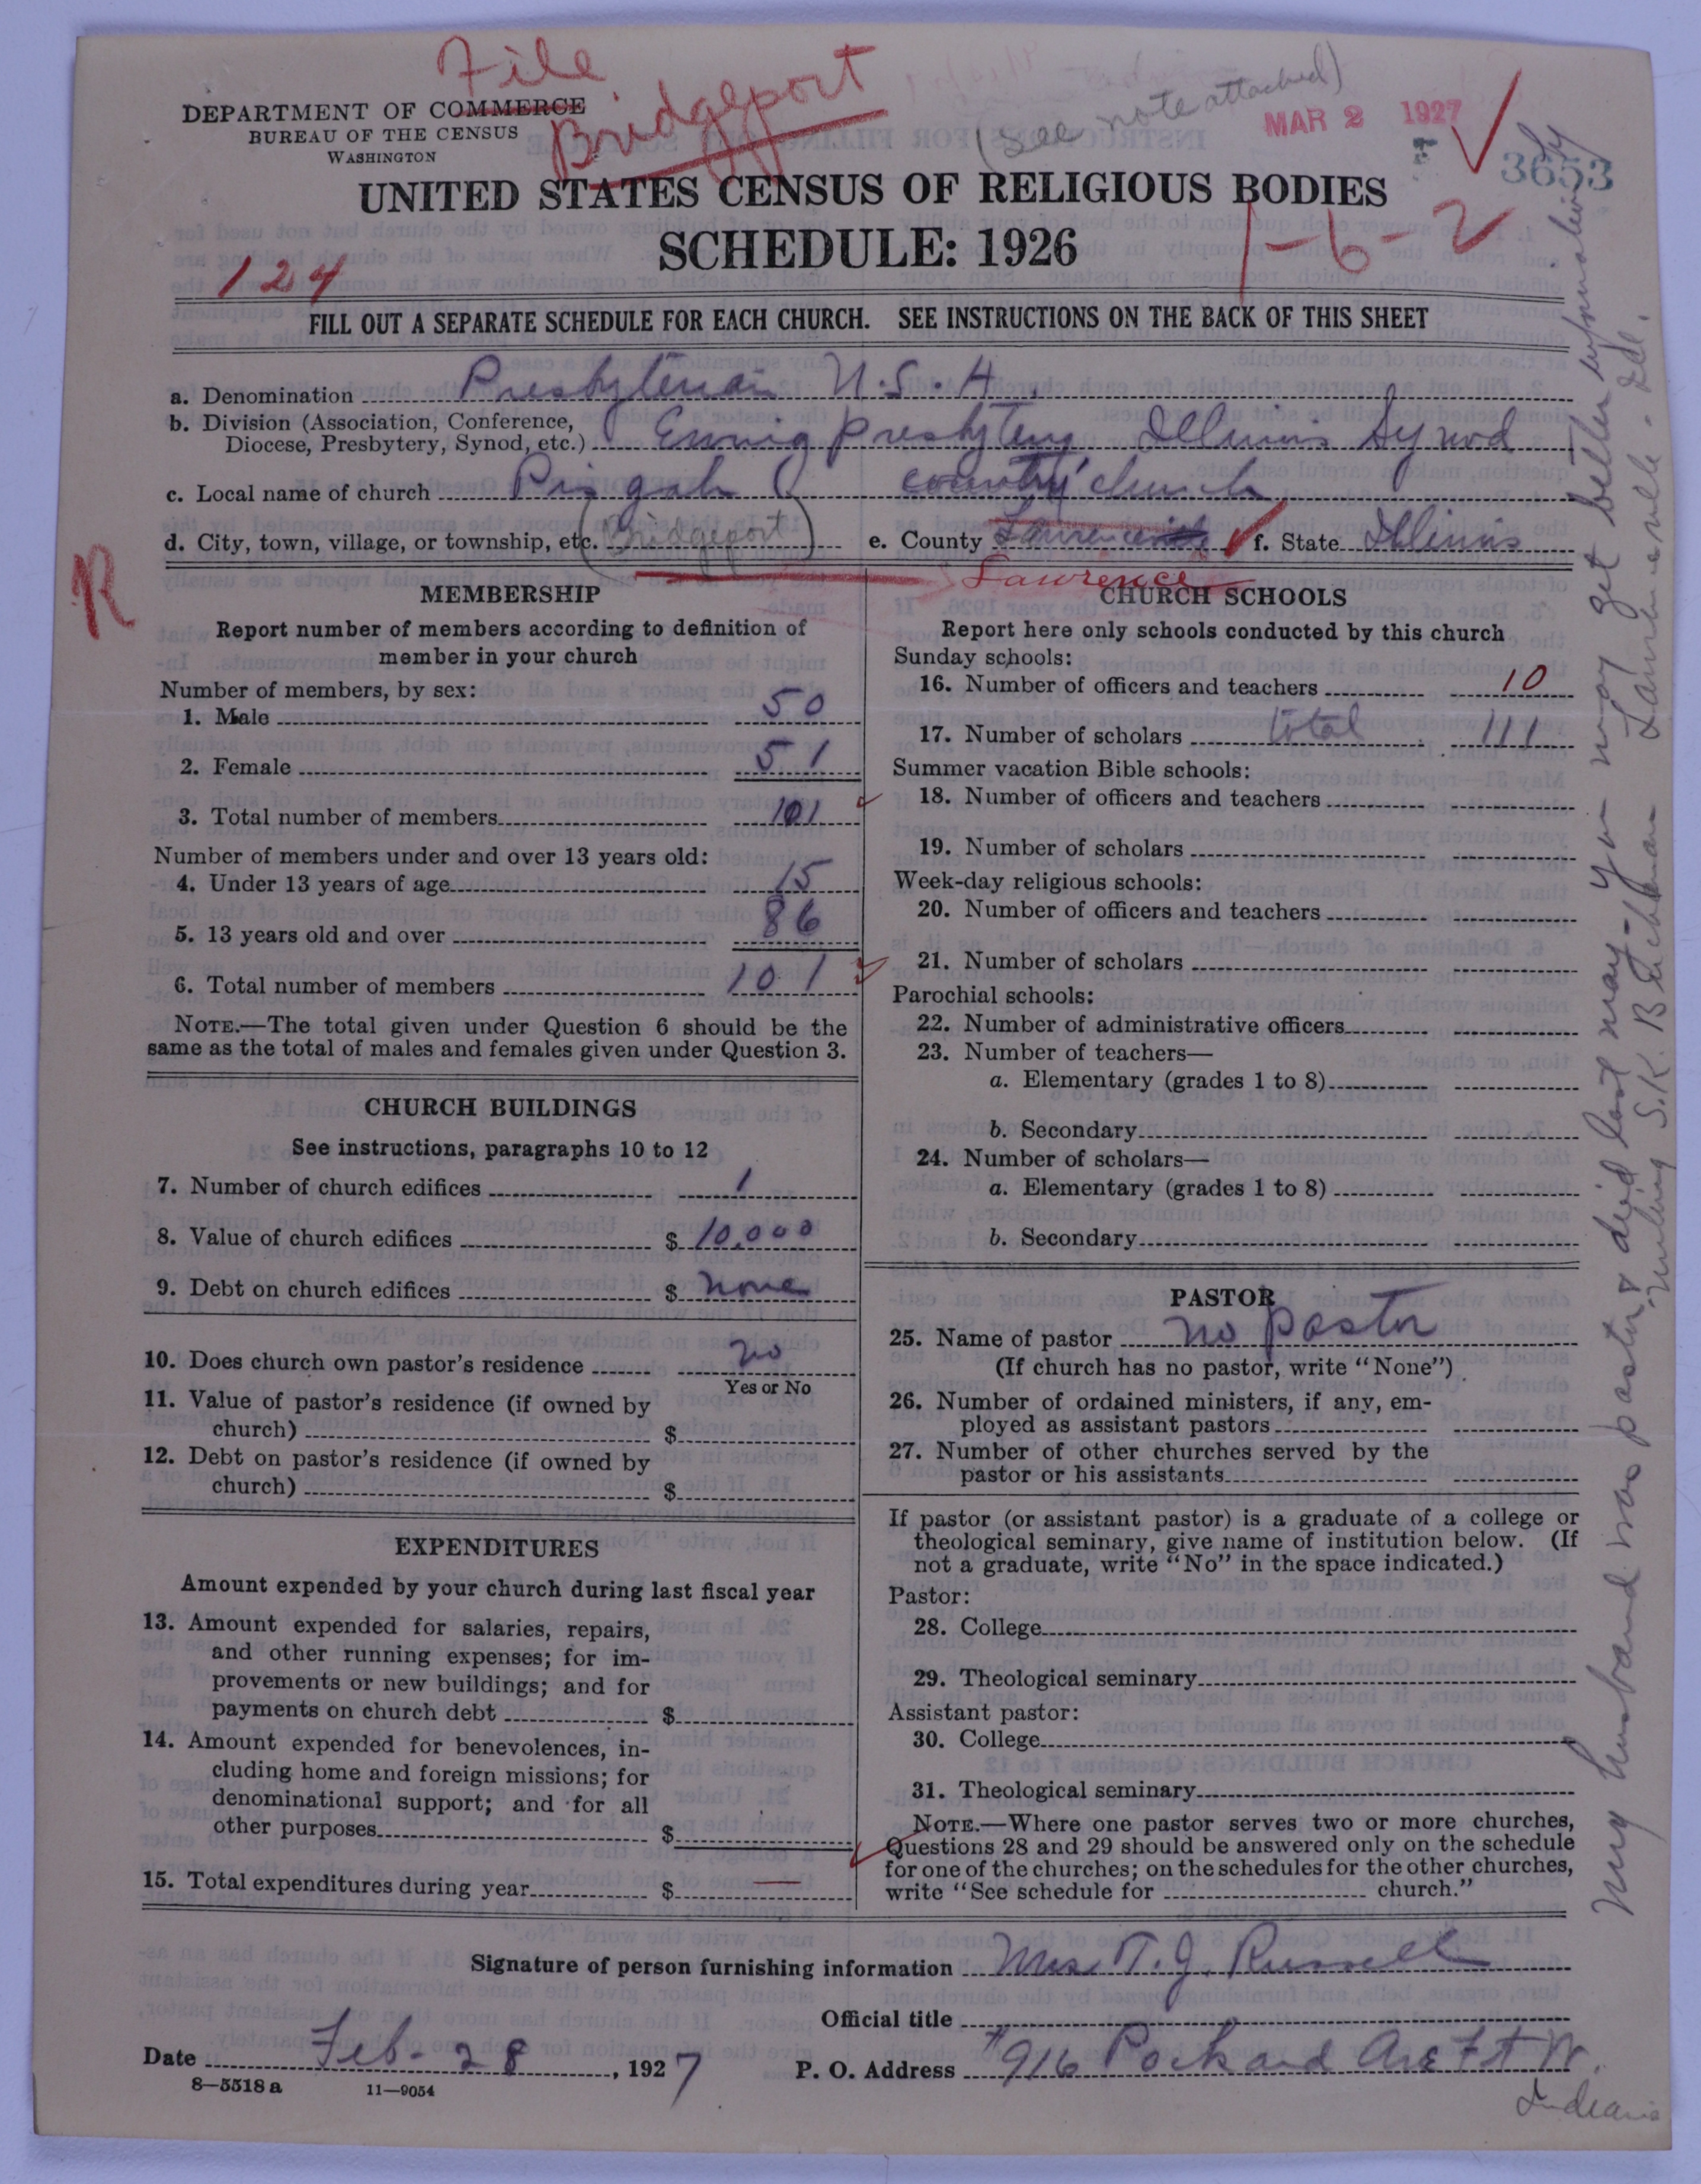 File
Bridgeport
(See note attached)
MAR 2 1927
DEPARTMENT OF COMMERCE
BUREAU OF THE CENSUS
WASHINGTON
3653
UNITED STATES CENSUS OF RELIGIOUS BODIES
SCHEDULE: 1926
1-6-2
124
FILL OUT A SEPARATE SCHEDULE FOR EACH CHURCH. SEE INSTRUCTIONS ON THE BACK OF THIS SHEET
a. Denomination Presbyterian U.S.A.
b. Division (Association, Conference,
Diocese, Presbytery, Synod, etc.) Ewing Presbytery Illinois Synod
c. Local name of church Pisgah country church
d. City, town, village, or township, etc. (Bridgeport) e. County Lawrence f. State Illinois
Lawrence
R
MEMBERSHIP
Report number of members according to definition of
member in your church
Number of members, by sex:
1. Male 50
2. Female 51
3. Total number of members 101
Number of members under and over 13 years old:
4. Under 13 years of age 15
5. 13 years old and over 86
6. Total number of members 101
NOTE.—The total given under Question 6 should be the
same as the total of males and females given under Question 3.
CHURCH BUILDINGS
See instructions, paragraphs 10 to 12
7. Number of church edifices 1
8. Value of church edifices $ 10,000
9. Debt on church edifices $ none
10. Does church own pastor's residence no
Yes or No
11. Value of pastor's residence (if owned by
church) $
12. Debt on pastor's residence (if owned by
church) $
EXPENDITURES
Amount expended by your church during last fiscal year
13. Amount expended for salaries, repairs,
and other running expenses; for im-
provements or new buildings; and for
payments on church debt $
14. Amount expended for benevolences, in-
cluding home and foreign missions; for
denominational support; and for all
other purposes $
15. Total expenditures during year $ —
CHURCH SCHOOLS
Report here only schools conducted by this church
Sunday schools:
16. Number of officers and teachers 10
17. Number of scholars total 111
Summer vacation Bible schools:
18. Number of officers and teachers
19. Number of scholars
Week-day religious schools:
20. Number of officers and teachers
21. Number of scholars
Parochial schools:
22. Number of administrative officers
23. Number of teachers—
a. Elementary (grades 1 to 8)
b. Secondary
24. Number of scholars—
a. Elementary (grades 1 to 8)
b. Secondary
PASTOR
25. Name of pastor no pastor
(If church has no pastor, write "None")
26. Number of ordained ministers, if any, em-
ployed as assistant pastors
27. Number of other churches served by the
pastor or his assistants
If pastor (or assistant pastor) is a graduate of a college or
theological seminary, give name of institution below. (If
not a graduate, write "No" in the space indicated.)
Pastor:
28. College
29. Theological seminary
Assistant pastor:
30. College
31. Theological seminary
NOTE.—Where one pastor serves two or more churches,
Questions 28 and 29 should be answered only on the schedule
for one of the churches; on the schedules for the other churches,
write "See schedule for church."
Signature of person furnishing information Mrs T. J. Russell
Official title
Date Feb-28, 1927 P. O. Address #916 Packard Ave Ft W.
Indiana
8—5518 a 11—9054
My husband was pastor & died last May - you may get better information by
writing S. K. Lawrenceville - Ill.